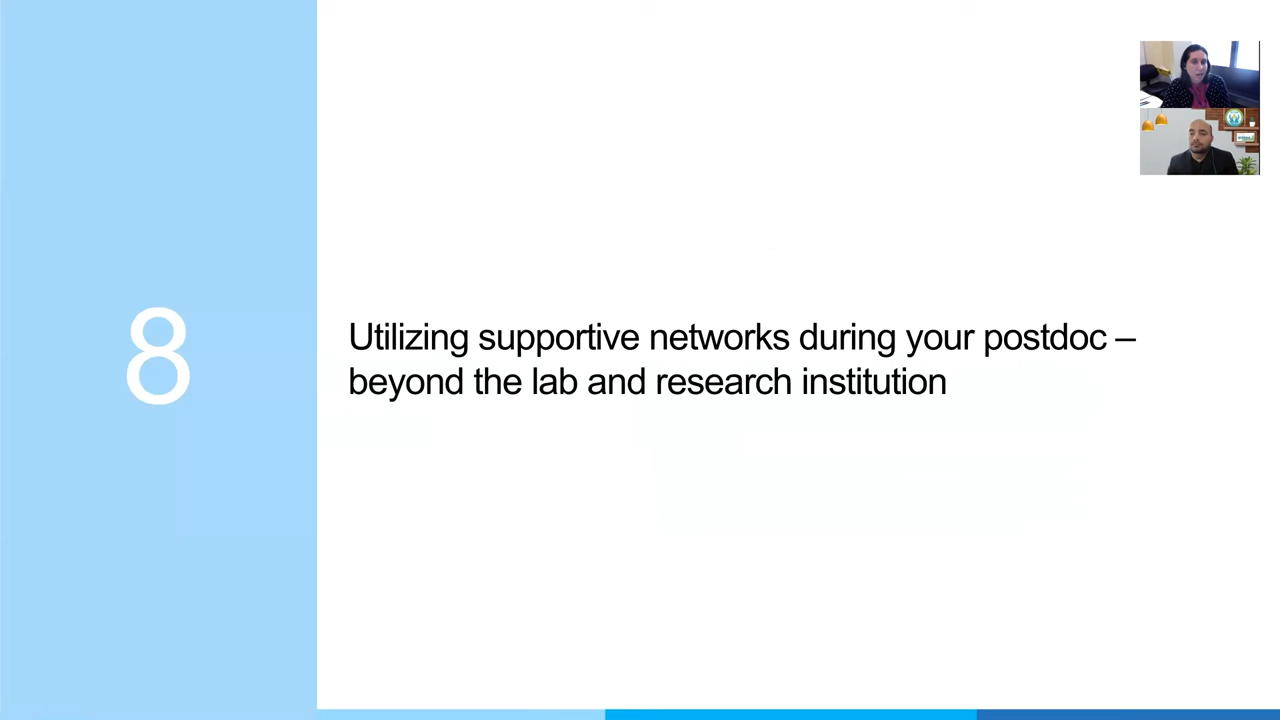 8
Utilizing supportive networks during your postdoc –
beyond the lab and research institution